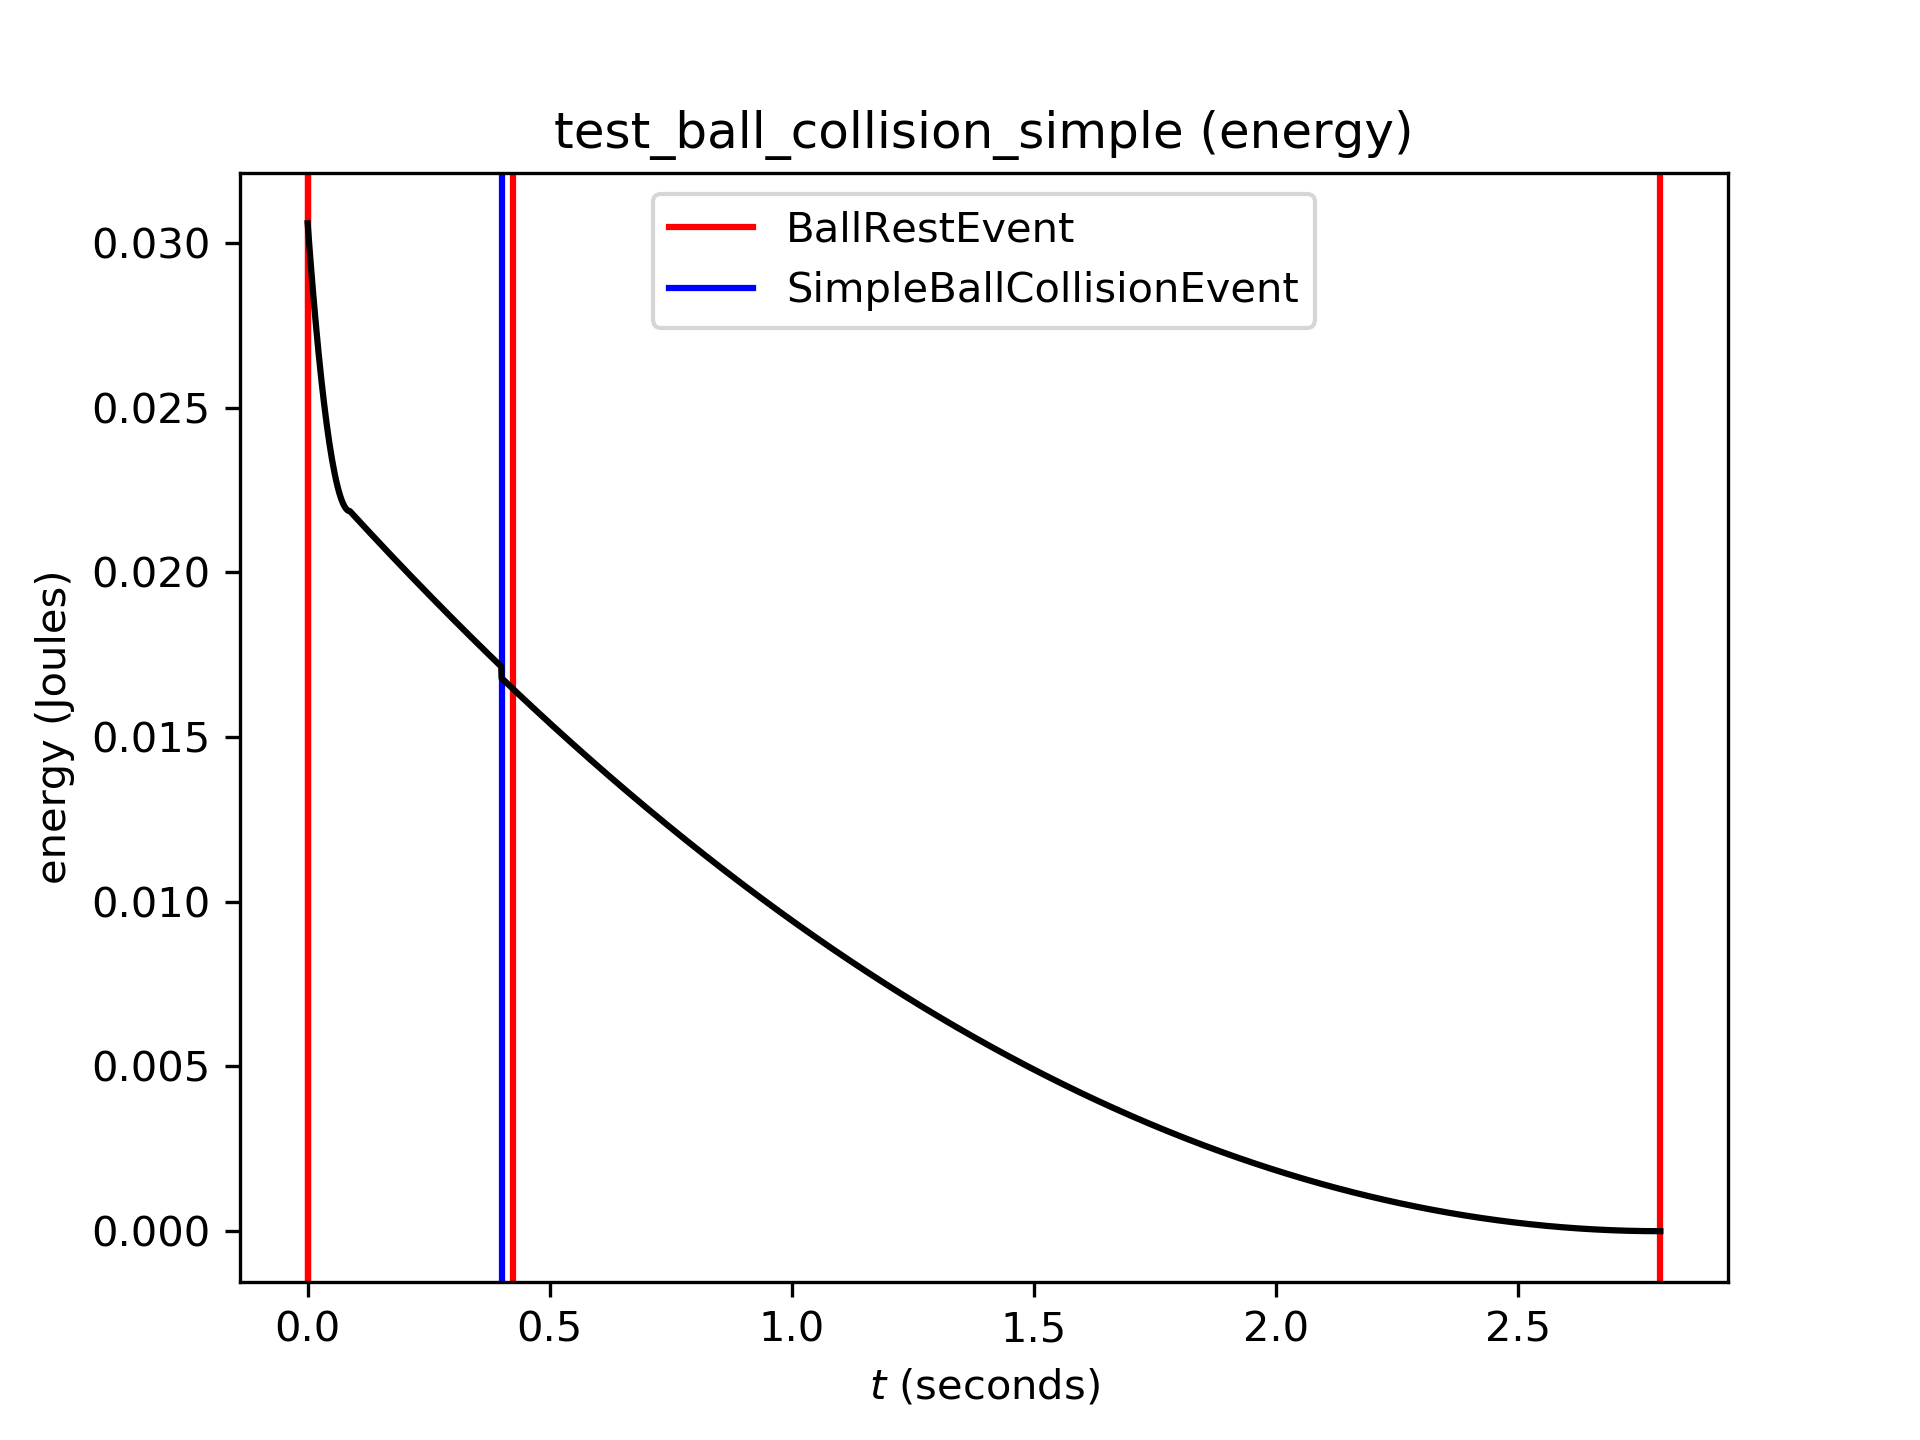 test_ball_collision_simple (energy)
BallRestEvent
SimpleBallCollisionEvent
energy (Joules)
0.030
0.025
0.020
0.015
0.010
0.005
0.000
0.0 0.5 1.0 1.5 2.0 2.5
t (seconds)